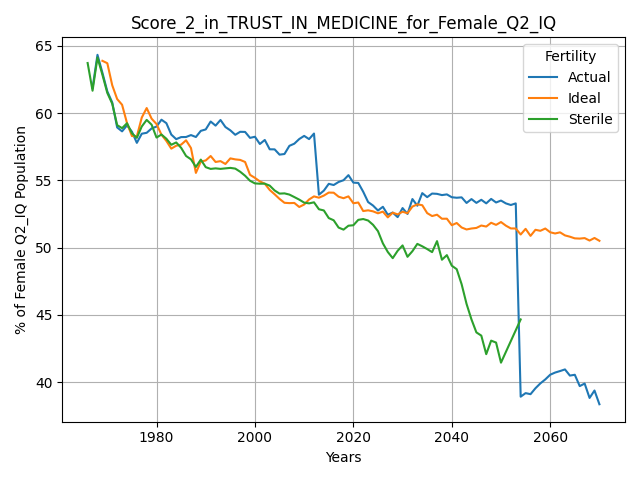 Score_2_in_TRUST_IN_MEDICINE_for_Female_Q2_IQ
65
60
55
50
45
40
% of Female Q2_IQ Population
Fertility
Actual
Ideal
Sterile
1980
2000
2020
2040
2060
Years